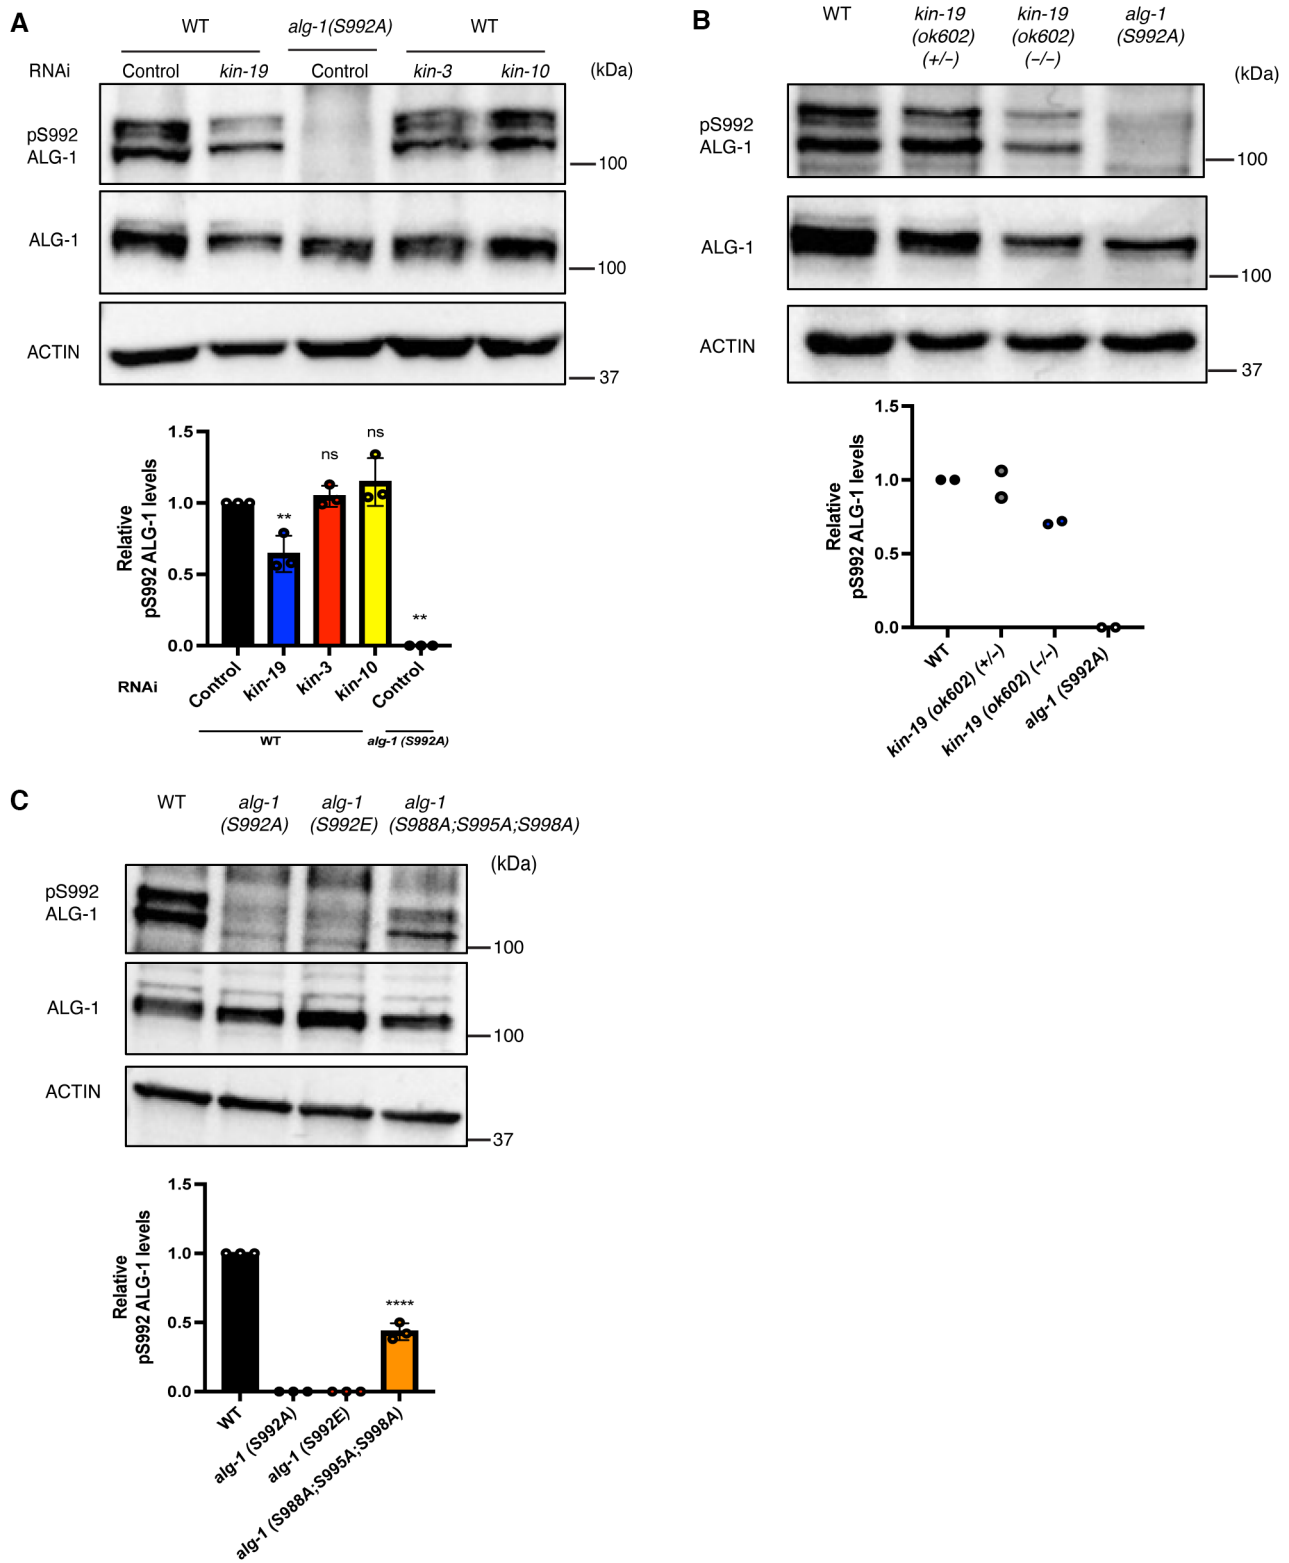 A
WT
alg-1(S992A)
WT
RNAi
Control
kin-19
Control
kin-3
kin-10
(kDa)
pS992
ALG-1
100
ALG-1
100
ACTIN
37
1.5
1.0
0.5
0.0
Relative
pS992 ALG-1 levels
**
ns
ns
**
RNAi
Control
kin-19
kin-3
kin-10
Control
WT
alg-1 (S992A)
B
WT
kin-19
(ok602)
(+/–)
kin-19
(ok602)
(–/–)
alg-1
(S992A)
(kDa)
pS992
ALG-1
100
ALG-1
100
ACTIN
37
1.5
1.0
0.5
0.0
Relative
pS992 ALG-1 levels
WT
kin-19 (ok602) (+/–)
kin-19 (ok602) (–/–)
alg-1 (S992A)
C
WT
alg-1
(S992A)
alg-1
(S992E)
alg-1
(S988A;S995A;S998A)
(kDa)
pS992
ALG-1
100
ALG-1
100
ACTIN
37
1.5
1.0
0.5
0.0
Relative
pS992 ALG-1 levels
****
WT
alg-1 (S992A)
alg-1 (S992E)
alg-1 (S988A;S995A;S998A)